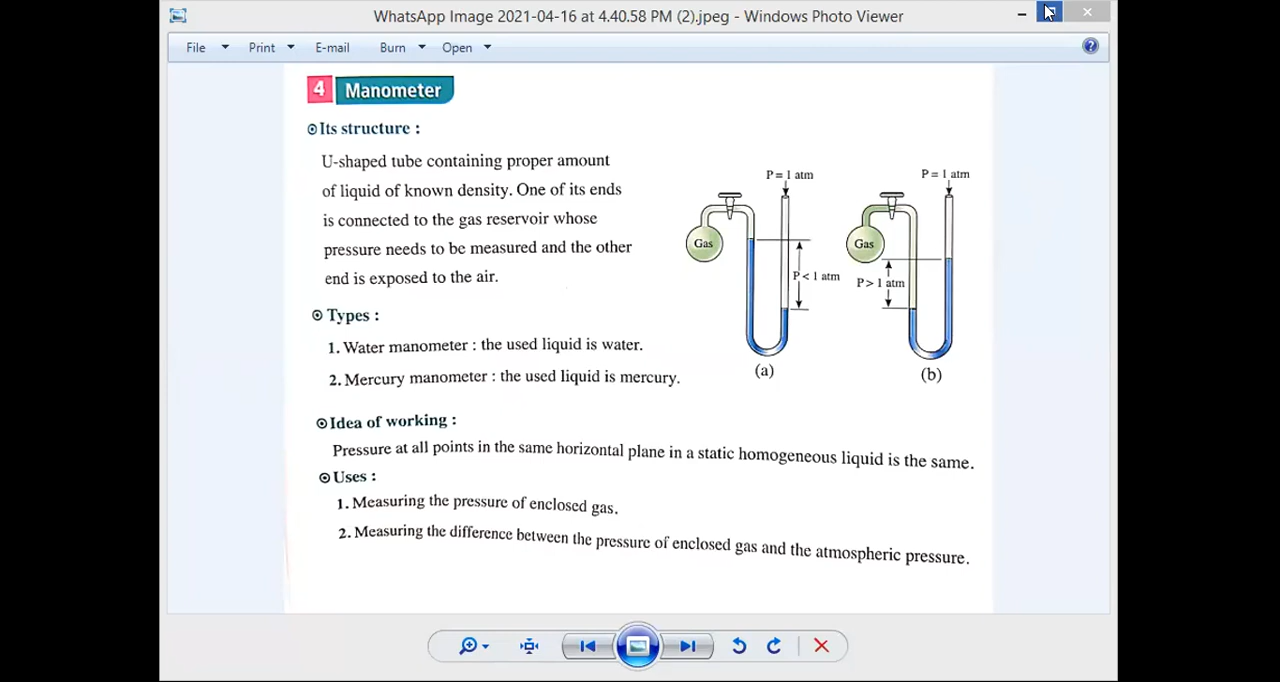 WhatsApp Image 2021-04-16 at 4.40.58 PM (2).jpeg - Windows Photo Viewer
File Print E-mail Burn Open
4 Manometer
Its structure :
U-shaped tube containing proper amount
of liquid of known density. One of its ends
is connected to the gas reservoir whose
pressure needs to be measured and the other
end is exposed to the air.
P = 1 atm
Gas
P < 1 atm
(a)
P = 1 atm
Gas
P > 1 atm
(b)
Types :
1. Water manometer : the used liquid is water.
2. Mercury manometer : the used liquid is mercury.
Idea of working :
Pressure at all points in the same horizontal plane in a static homogeneous liquid is the same.
Uses :
1. Measuring the pressure of enclosed gas.
2. Measuring the difference between the pressure of enclosed gas and the atmospheric pressure.